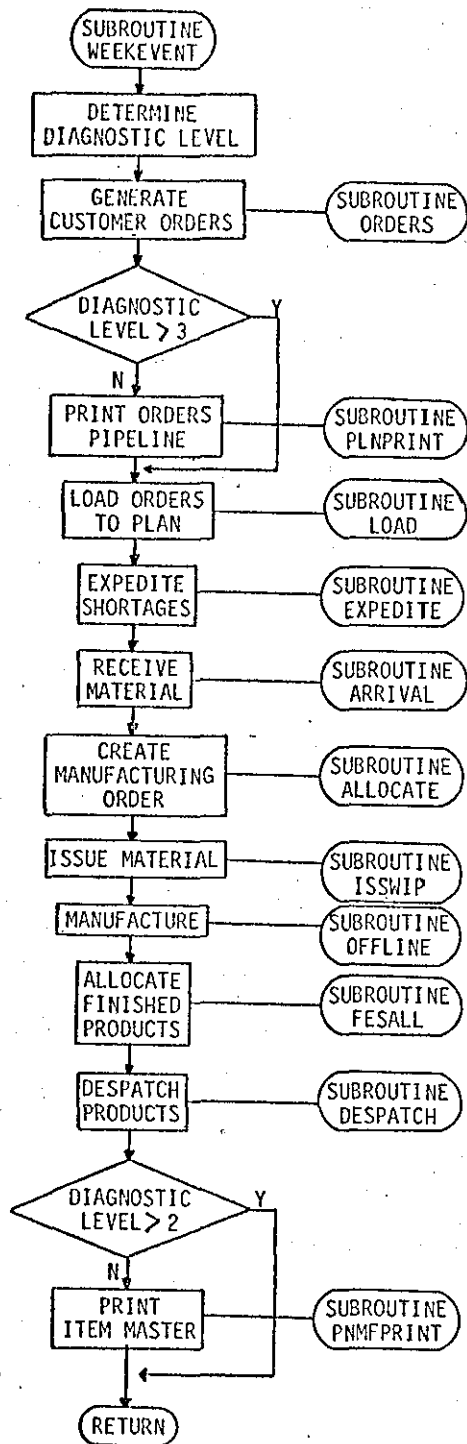 SUBROUTINE
WEEKEVENT
DETERMINE
DIAGNOSTIC LEVEL
GENERATE
CUSTOMER ORDERS
SUBROUTINE
ORDERS
DIAGNOSTIC
LEVEL > 3
Y
N
PRINT ORDERS
PIPELINE
SUBROUTINE
PLNPRINT
LOAD ORDERS
TO PLAN
SUBROUTINE
LOAD
EXPEDITE
SHORTAGES
SUBROUTINE
EXPEDITE
RECEIVE
MATERIAL
SUBROUTINE
ARRIVAL
CREATE
MANUFACTURING
ORDER
SUBROUTINE
ALLOCATE
ISSUE MATERIAL
SUBROUTINE
ISSWIP
MANUFACTURE
SUBROUTINE
OFFLINE
ALLOCATE
FINISHED
PRODUCTS
SUBROUTINE
FESALL
DESPATCH
PRODUCTS
SUBROUTINE
DESPATCH
DIAGNOSTIC
LEVEL > 2
Y
N
PRINT
ITEM MASTER
SUBROUTINE
PNMFPRINT
RETURN